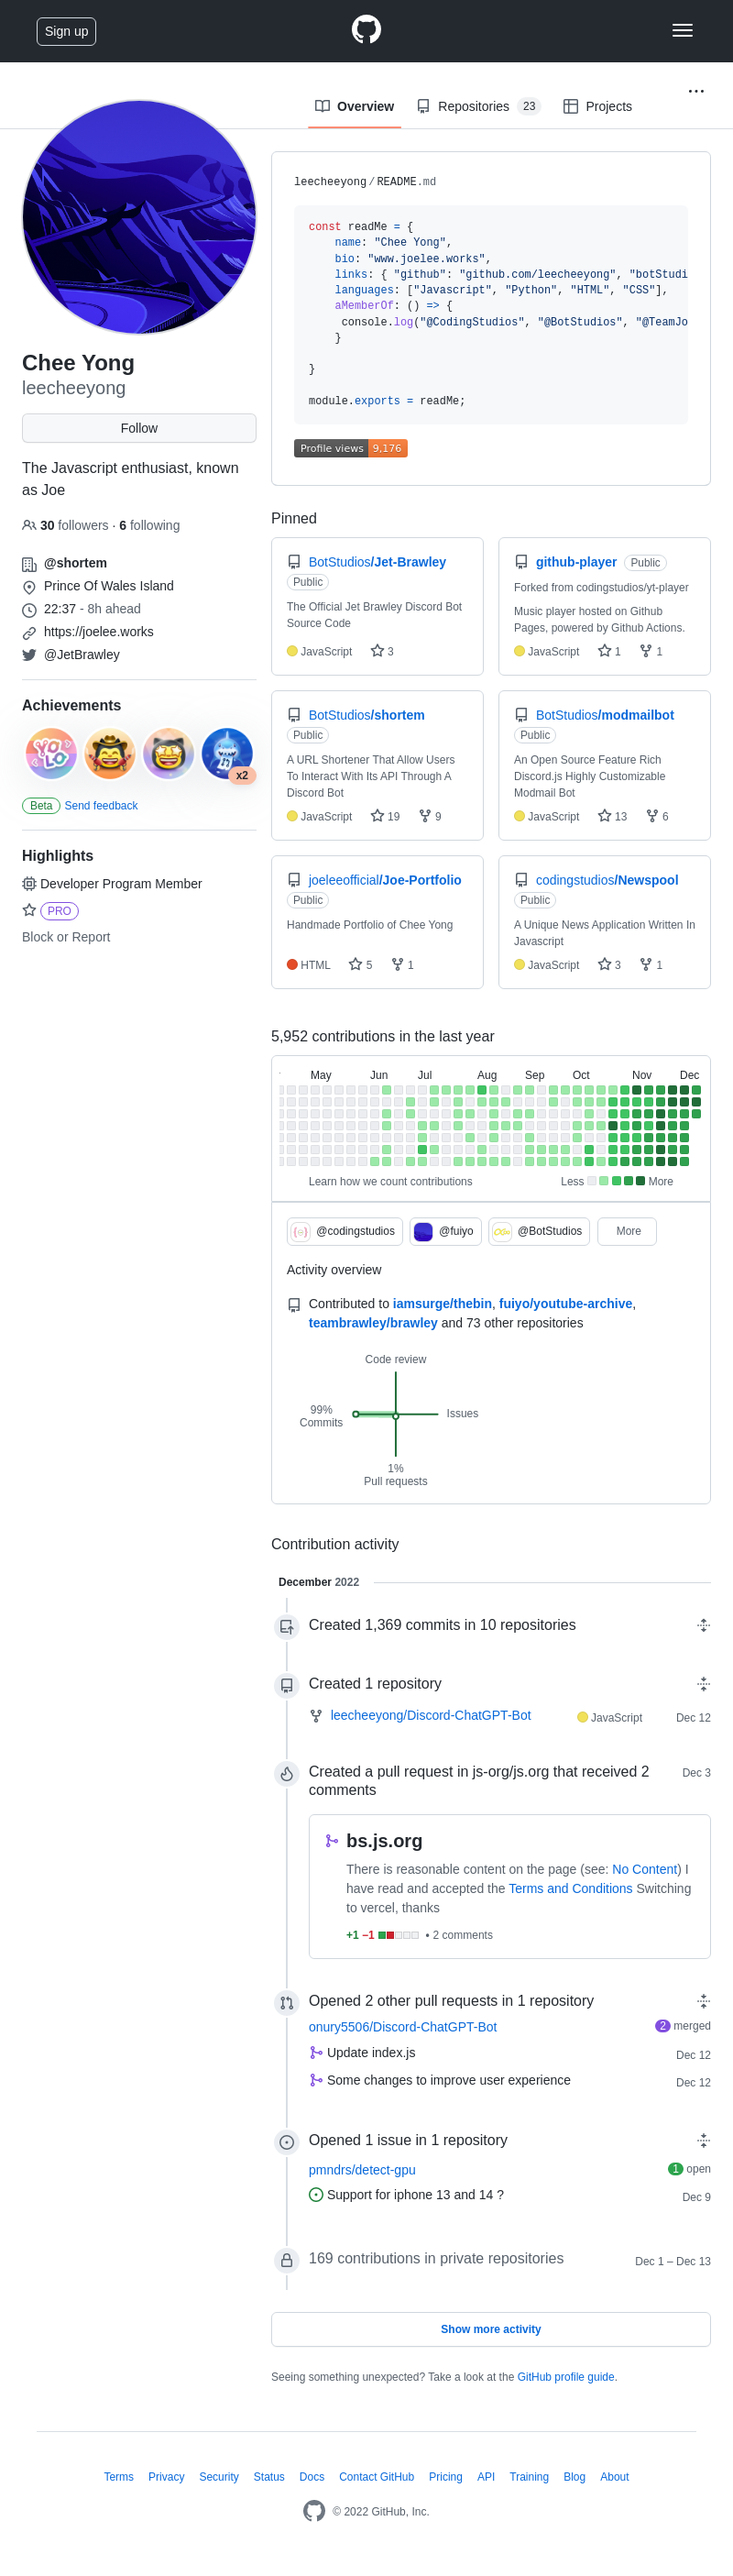 Sign up
Overview
Repositories 23
Projects
leecheeyong / README.md
const readMe = {
name: "Chee Yong",
bio: "www.joelee.works",
links: { "github": "github.com/leecheeyong", "botStudi
languages: ["Javascript", "Python", "HTML", "CSS"],
aMemberOf: () => {
console.log("@CodingStudios", "@BotStudios", "@TeamJo
}
}
module.exports = readMe;
Profile views 9,176
Chee Yong
leecheeyong
Follow
The Javascript enthusiast, known
as Joe
30 followers · 6 following
@shortem
Prince Of Wales Island
22:37 - 8h ahead
https://joelee.works
@JetBrawley
Achievements
YOLO
x2
Beta Send feedback
Highlights
Developer Program Member
PRO
Block or Report
Pinned
BotStudios/Jet-Brawley
Public
The Official Jet Brawley Discord Bot
Source Code
JavaScript 3
github-player Public
Forked from codingstudios/yt-player
Music player hosted on Github
Pages, powered by Github Actions.
JavaScript 1 1
BotStudios/shortem
Public
A URL Shortener That Allow Users
To Interact With Its API Through A
Discord Bot
JavaScript 19 9
BotStudios/modmailbot
Public
An Open Source Feature Rich
Discord.js Highly Customizable
Modmail Bot
JavaScript 13 6
joeleeofficial/Joe-Portfolio
Public
Handmade Portfolio of Chee Yong
HTML 5 1
codingstudios/Newspool
Public
A Unique News Application Written In
Javascript
JavaScript 3 1
5,952 contributions in the last year
May Jun Jul Aug Sep Oct Nov Dec
Learn how we count contributions
Less More
@codingstudios @fuiyo @BotStudios More
Activity overview
Contributed to iamsurge/thebin, fuiyo/youtube-archive,
teambrawley/brawley and 73 other repositories
Code review
99%
Commits
Issues
1%
Pull requests
Contribution activity
December 2022
Created 1,369 commits in 10 repositories
Created 1 repository
leecheeyong/Discord-ChatGPT-Bot JavaScript Dec 12
Created a pull request in js-org/js.org that received 2 Dec 3
comments
bs.js.org
There is reasonable content on the page (see: No Content) I
have read and accepted the Terms and Conditions Switching
to vercel, thanks
+1 −1 • 2 comments
Opened 2 other pull requests in 1 repository
onury5506/Discord-ChatGPT-Bot 2 merged
Update index.js Dec 12
Some changes to improve user experience Dec 12
Opened 1 issue in 1 repository
pmndrs/detect-gpu 1 open
Support for iphone 13 and 14 ? Dec 9
169 contributions in private repositories Dec 1 – Dec 13
Show more activity
Seeing something unexpected? Take a look at the GitHub profile guide.
Terms Privacy Security Status Docs Contact GitHub Pricing API Training Blog About
© 2022 GitHub, Inc.